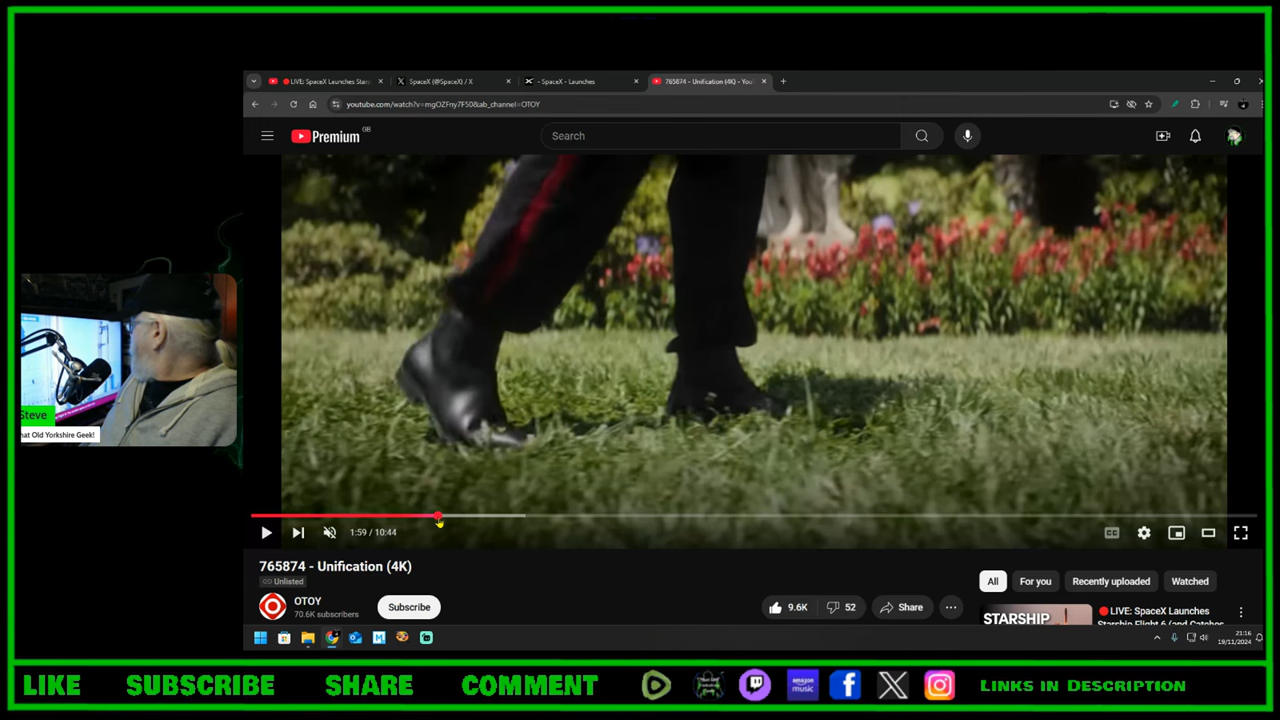 LIVE: SpaceX Launches Stars
SpaceX (@SpaceX) / X
- SpaceX - Launches
765874 - Unification (4K) - You
youtube.com/watch?v=mgOZFny7F50&ab_channel=OTOY
Premium GB
Search
Steve
hat Old Yorkshire Geek!
1:59 / 10:44
765874 - Unification (4K)
Unlisted
OTOY
70.6K subscribers
Subscribe
9.6K
52
Share
All
For you
Recently uploaded
Watched
STARSHIP
LIVE: SpaceX Launches
Starship Flight 6 (and Catches
21:16
19/11/2024
LIKE SUBSCRIBE SHARE COMMENT
amazon music
Links in Description